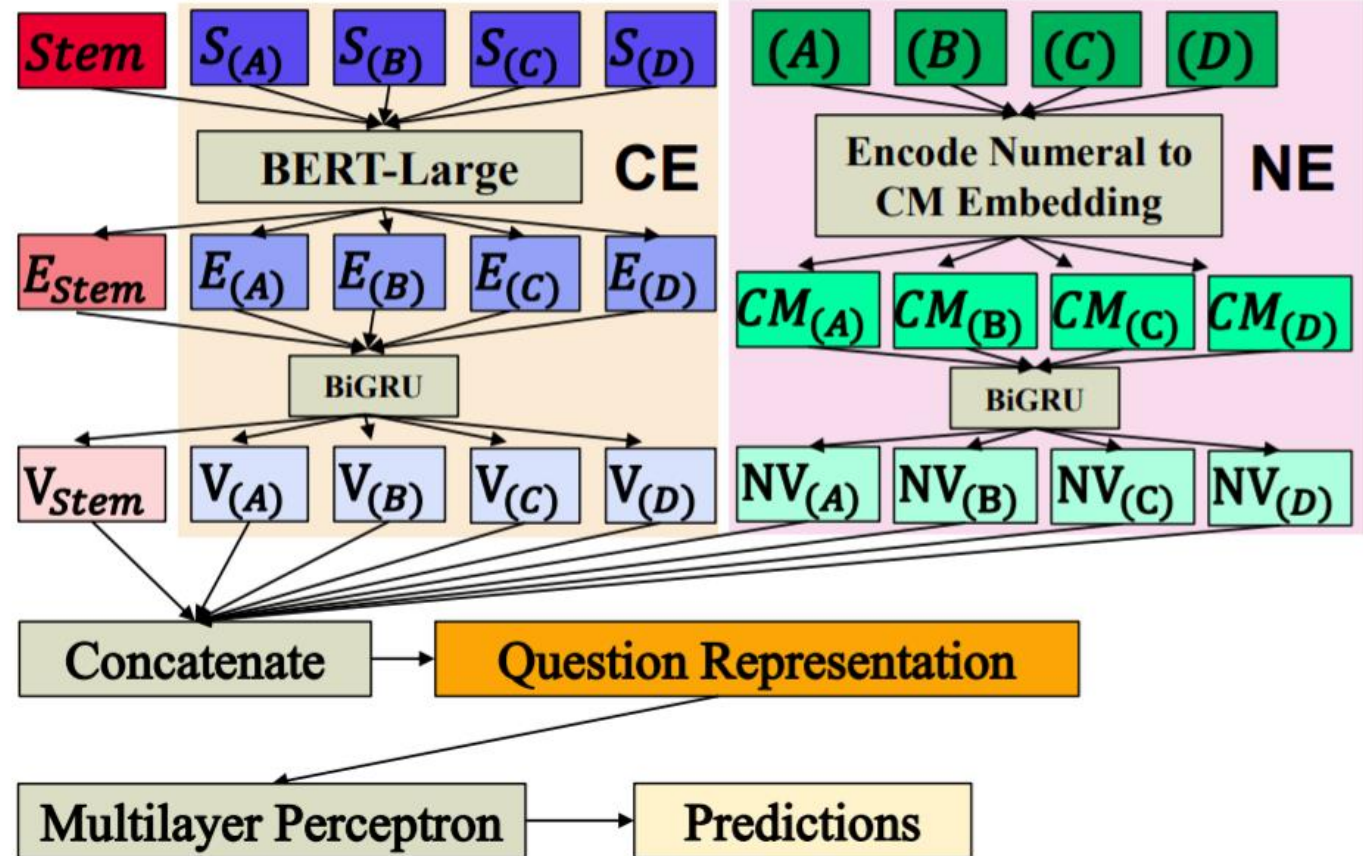 Stem S(A) S(B) S(C) S(D) (A) (B) (C) (D)
BERT-Large CE Encode Numeral to
CM Embedding NE
EStem E(A) E(B) E(C) E(D) CM(A) CM(B) CM(C) CM(D)
BiGRU BiGRU
VStem V(A) V(B) V(C) V(D) NV(A) NV(B) NV(C) NV(D)
Concatenate Question Representation
Multilayer Perceptron Predictions